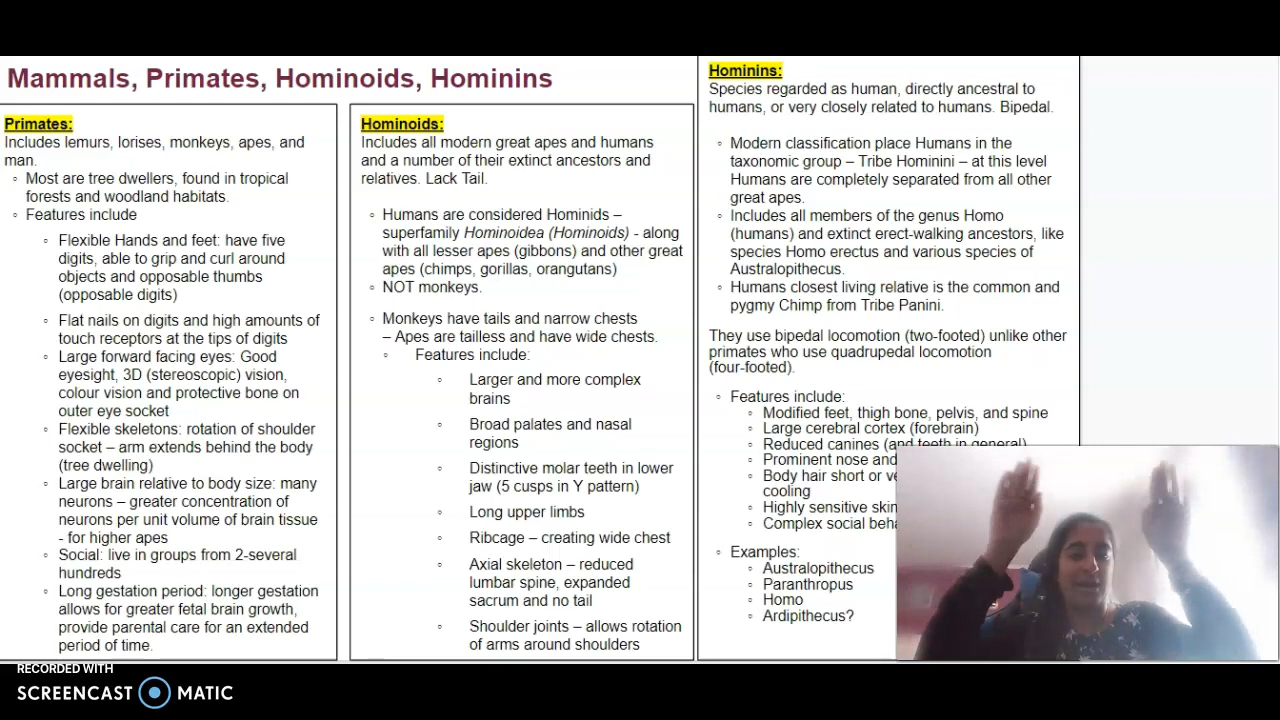 Mammals, Primates, Hominoids, Hominins
Primates:
Includes lemurs, lorises, monkeys, apes, and
man.
◦ Most are tree dwellers, found in tropical
forests and woodland habitats.
◦ Features include
◦ Flexible Hands and feet: have five
digits, able to grip and curl around
objects and opposable thumbs
(opposable digits)
◦ Flat nails on digits and high amounts of
touch receptors at the tips of digits
◦ Large forward facing eyes: Good
eyesight, 3D (stereoscopic) vision,
colour vision and protective bone on
outer eye socket
◦ Flexible skeletons: rotation of shoulder
socket – arm extends behind the body
(tree dwelling)
◦ Large brain relative to body size: many
neurons – greater concentration of
neurons per unit volume of brain tissue
- for higher apes
◦ Social: live in groups from 2-several
hundreds
◦ Long gestation period: longer gestation
allows for greater fetal brain growth,
provide parental care for an extended
period of time.
Hominoids:
Includes all modern great apes and humans
and a number of their extinct ancestors and
relatives. Lack Tail.
◦ Humans are considered Hominids –
superfamily Hominoidea (Hominoids) - along
with all lesser apes (gibbons) and other great
apes (chimps, gorillas, orangutans)
◦ NOT monkeys.
◦ Monkeys have tails and narrow chests
– Apes are tailless and have wide chests.
◦ Features include:
◦ Larger and more complex
brains
◦ Broad palates and nasal
regions
◦ Distinctive molar teeth in lower
jaw (5 cusps in Y pattern)
◦ Long upper limbs
◦ Ribcage – creating wide chest
◦ Axial skeleton – reduced
lumbar spine, expanded
sacrum and no tail
◦ Shoulder joints – allows rotation
of arms around shoulders
Hominins:
Species regarded as human, directly ancestral to
humans, or very closely related to humans. Bipedal.
◦ Modern classification place Humans in the
taxonomic group – Tribe Hominini – at this level
Humans are completely separated from all other
great apes.
◦ Includes all members of the genus Homo
(humans) and extinct erect-walking ancestors, like
species Homo erectus and various species of
Australopithecus.
◦ Humans closest living relative is the common and
pygmy Chimp from Tribe Panini.
They use bipedal locomotion (two-footed) unlike other
primates who use quadrupedal locomotion
(four-footed).
◦ Features include:
◦ Modified feet, thigh bone, pelvis, and spine
◦ Large cerebral cortex (forebrain)
◦ Reduced canines (and teeth in general)
◦ Prominent nose and
◦ Body hair short or
cooling
◦ Highly sensitive
◦ Complex social
◦ Examples:
◦ Australopithecus
◦ Paranthropus
◦ Homo
◦ Ardipithecus?
RECORDED WITH
SCREENCAST MATIC